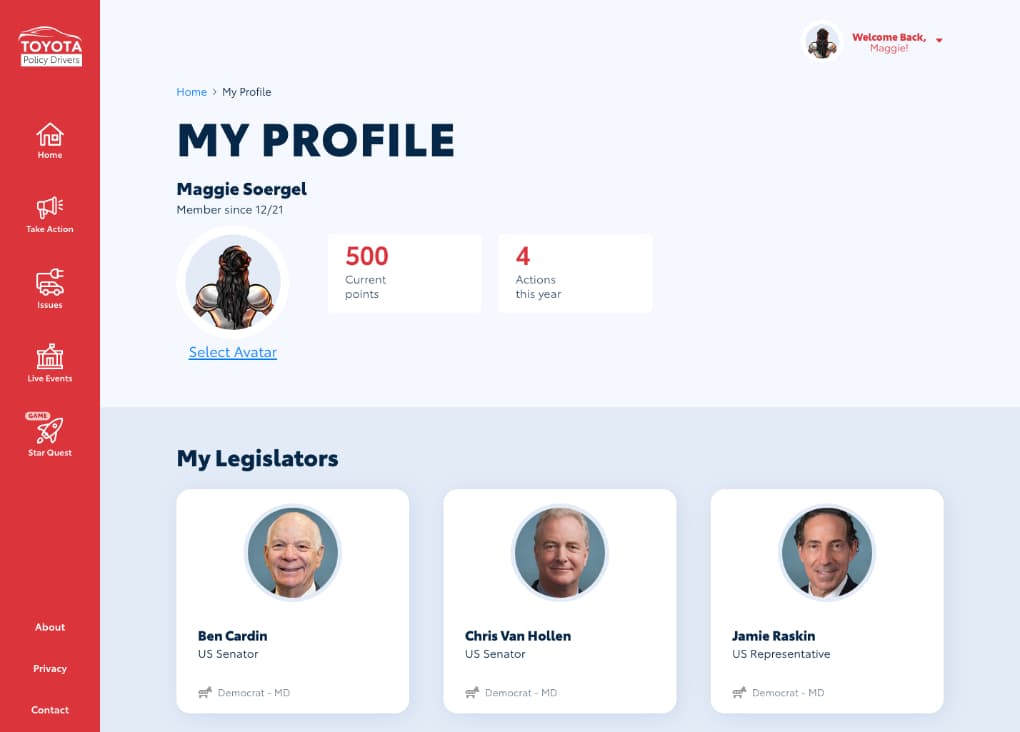 TOYOTA
Policy Drivers
Home
Take Action
Issues
Live Events
GAME
Star Quest
About
Privacy
Contact
Welcome Back,
Maggie!
Home > My Profile
MY PROFILE
Maggie Soergel
Member since 12/21
Select Avatar
500
Current
points
4
Actions
this year
My Legislators
Ben Cardin
US Senator
Democrat - MD
Chris Van Hollen
US Senator
Democrat - MD
Jamie Raskin
US Representative
Democrat - MD